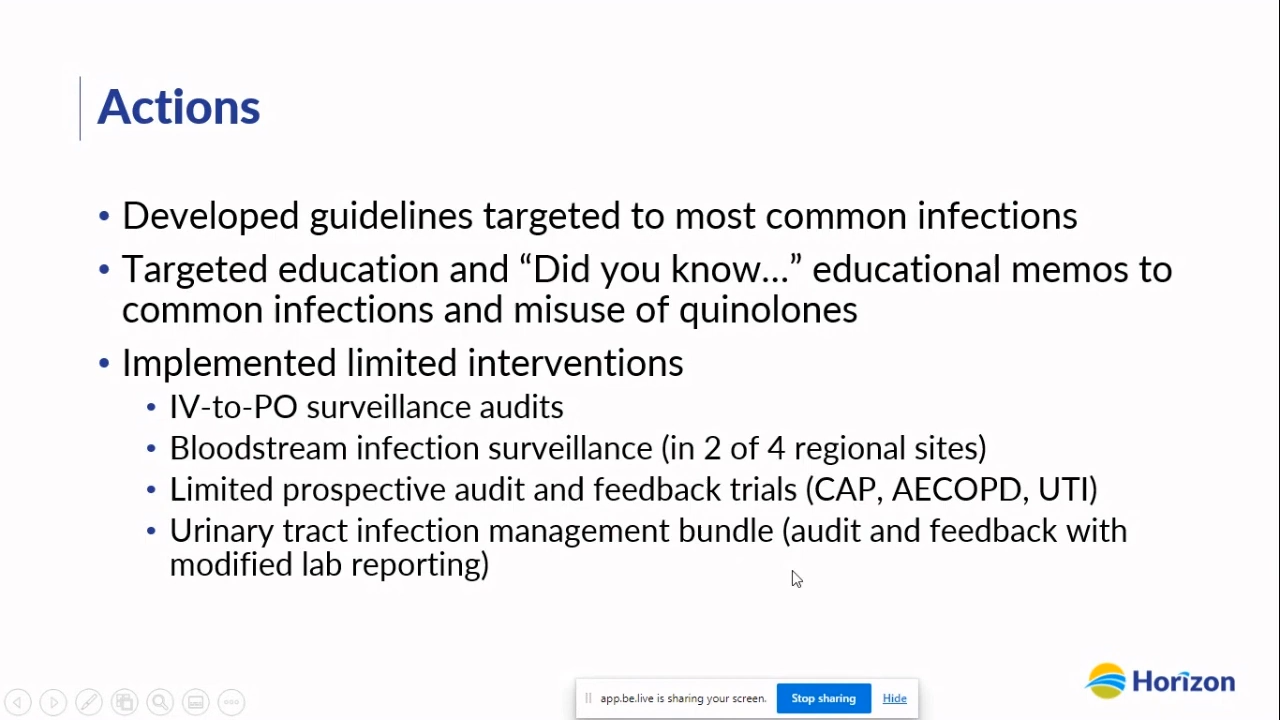 Actions
• Developed guidelines targeted to most common infections
• Targeted education and “Did you know…” educational memos to
common infections and misuse of quinolones
• Implemented limited interventions
• IV-to-PO surveillance audits
• Bloodstream infection surveillance (in 2 of 4 regional sites)
• Limited prospective audit and feedback trials (CAP, AECOPD, UTI)
• Urinary tract infection management bundle (audit and feedback with
modified lab reporting)
Horizon
app.be.live is sharing your screen. Stop sharing Hide